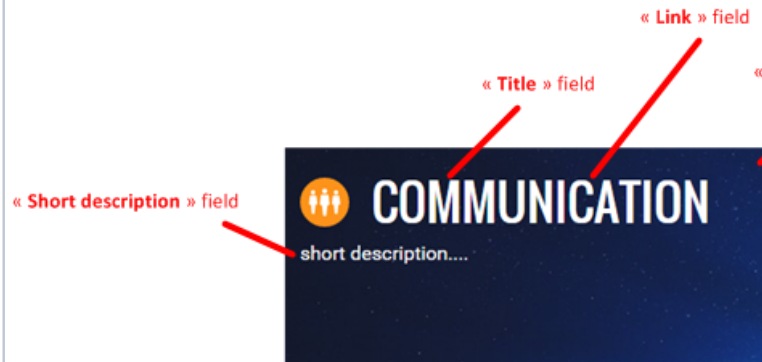 « Link » field
« Title » field
«
« Short description » field
COMMUNICATION
short description....